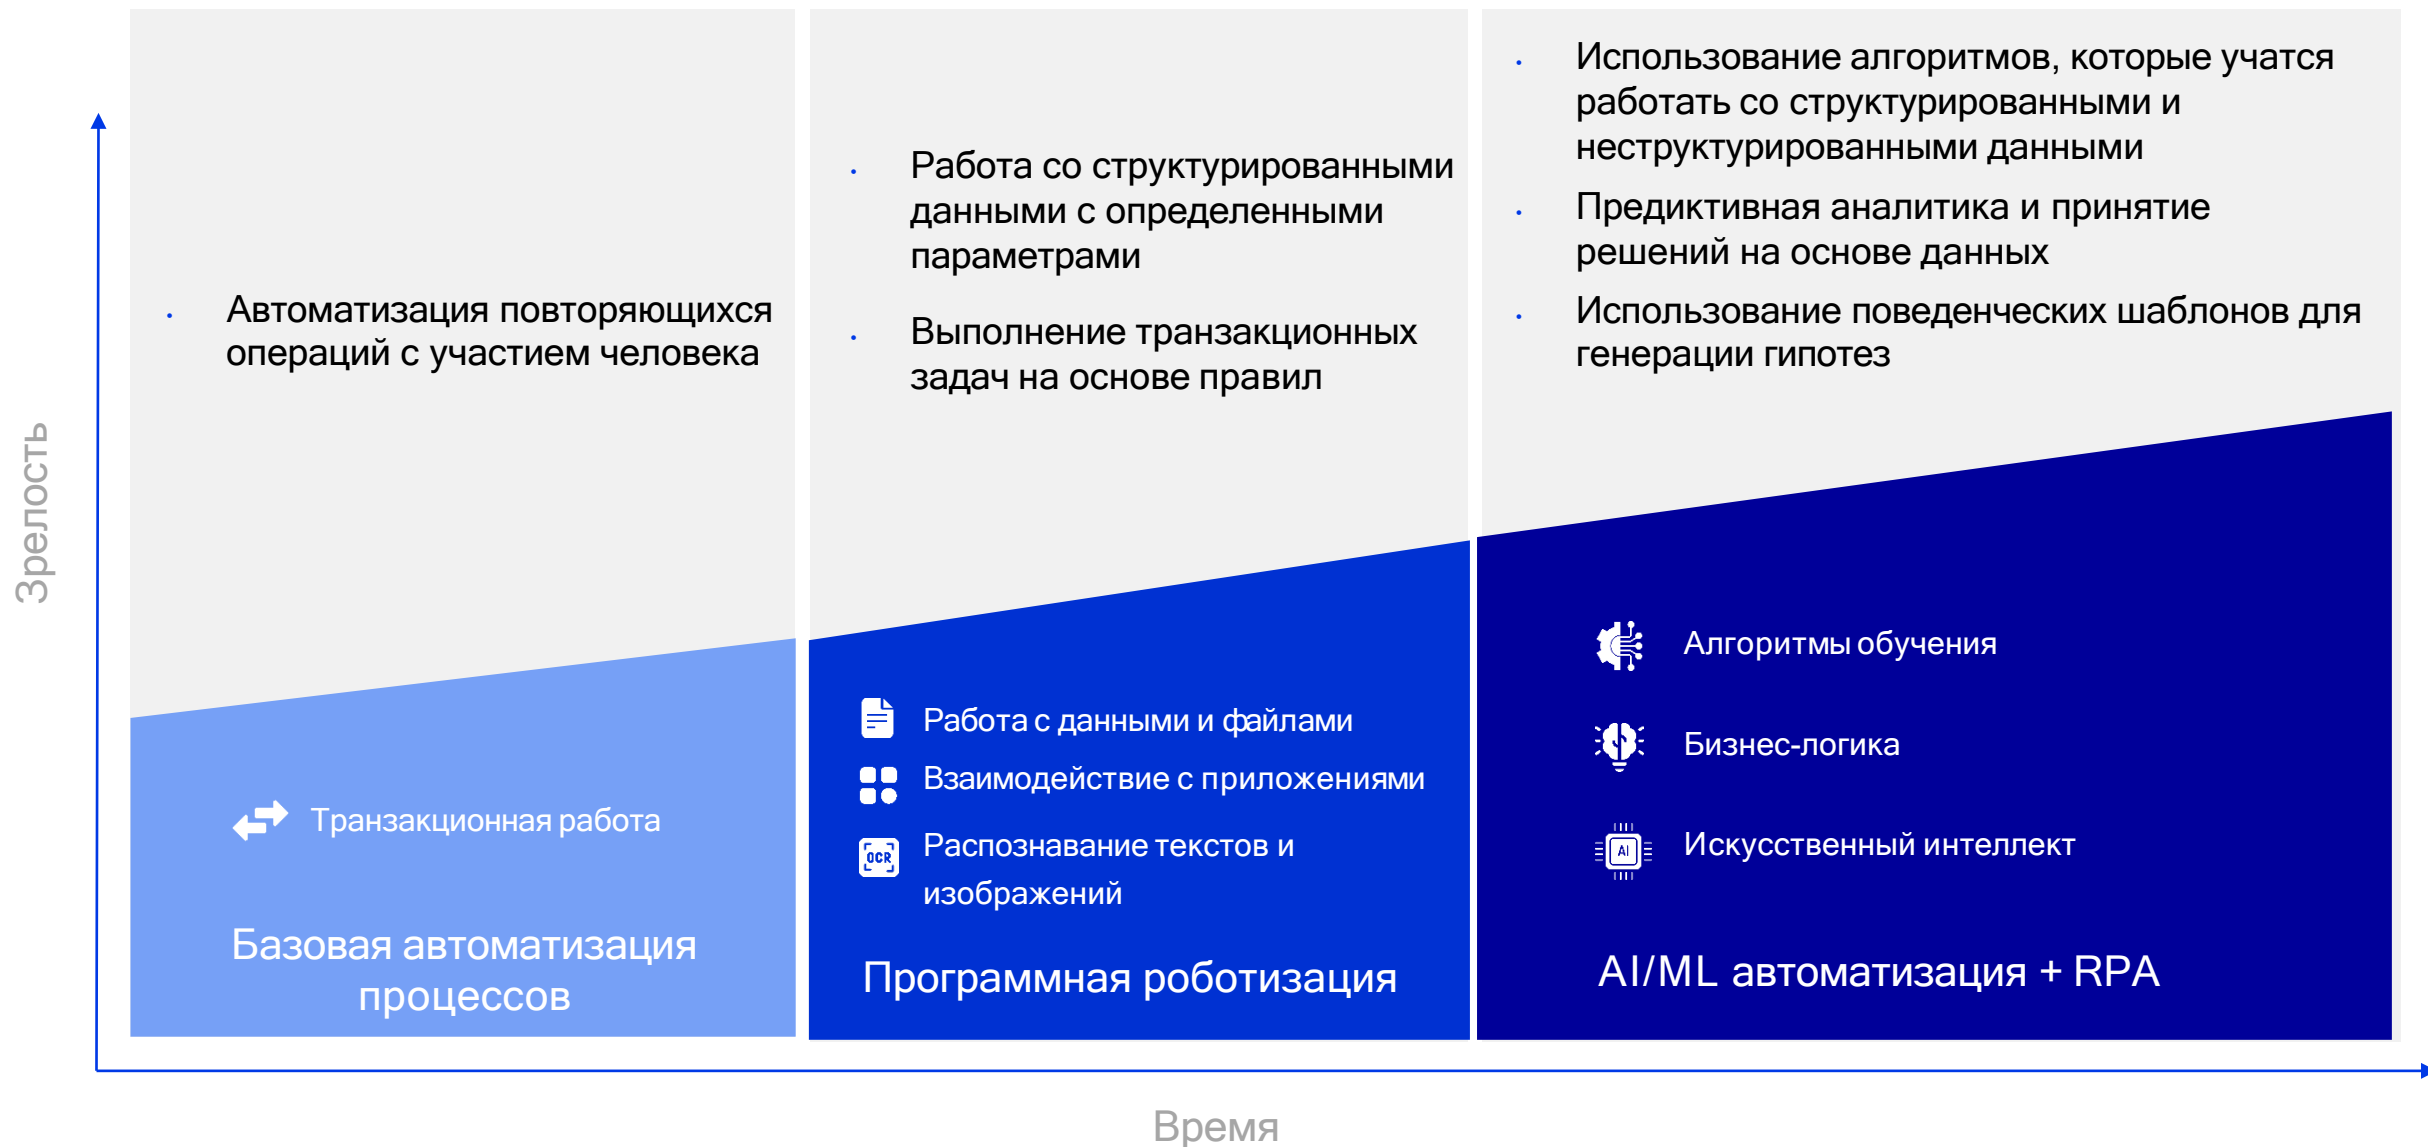 Зрелость
· Автоматизация повторяющихся
операций с участием человека
Транзакционная работа
Базовая автоматизация
процессов
· Работа со структурированными
данными с определенными
параметрами
· Выполнение транзакционных
задач на основе правил
Работа с данными и файлами
Взаимодействие с приложениями
OCR
Распознавание текстов и
изображений
Программная роботизация
· Использование алгоритмов, которые учатся
работать со структурированными и
неструктурированными данными
· Предиктивная аналитика и принятие
решений на основе данных
· Использование поведенческих шаблонов для
генерации гипотез
Алгоритмы обучения
Бизнес-логика
AI
Искусственный интеллект
AI/ML автоматизация + RPA
Время